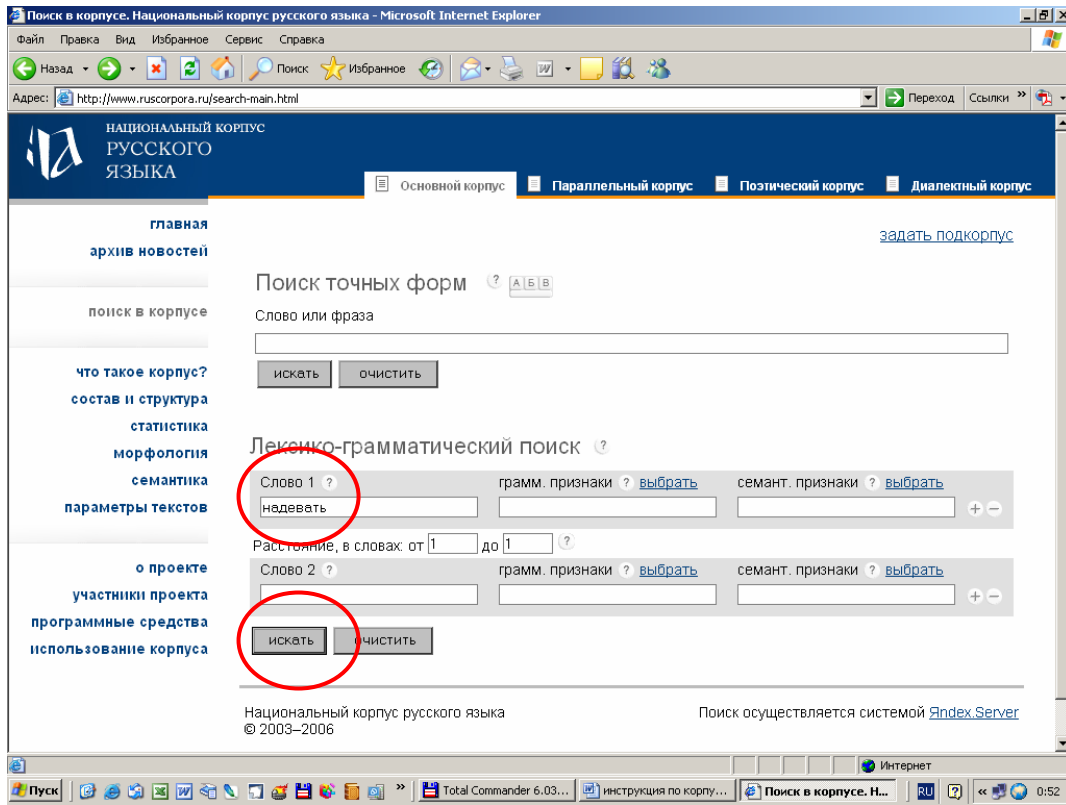 Поиск в корпусе. Национальный корпус русского языка - Microsoft Internet Explorer
Файл Правка Вид Избранное Сервис Справка
Назад Поиск Избранное
Адрес: http://www.ruscorpora.ru/search-main.html Переход Ссылки »
НАЦИОНАЛЬНЫЙ КОРПУС
РУССКОГО
ЯЗЫКА
Основной корпус Параллельный корпус Поэтический корпус Диалектный корпус
главная
архив новостей
поиск в корпусе
что такое корпус?
состав и структура
статистика
морфология
семантика
параметры текстов
о проекте
участники проекта
программные средства
использование корпуса
задать подкорпус
Поиск точных форм ? А Б В
Слово или фраза
искать очистить
Лексико-грамматический поиск ?
Слово 1 ? грамм. признаки ? выбрать семант. признаки ? выбрать
надевать + −
Расстояние, в словах: от 1 до 1 ?
Слово 2 ? грамм. признаки ? выбрать семант. признаки ? выбрать
+ −
искать очистить
Национальный корпус русского языка Поиск осуществляется системой Яndex.Server
© 2003–2006
Интернет
Пуск » Total Commander 6.03... инструкция по корпу... Поиск в корпусе. Н... RU ? « 0:52